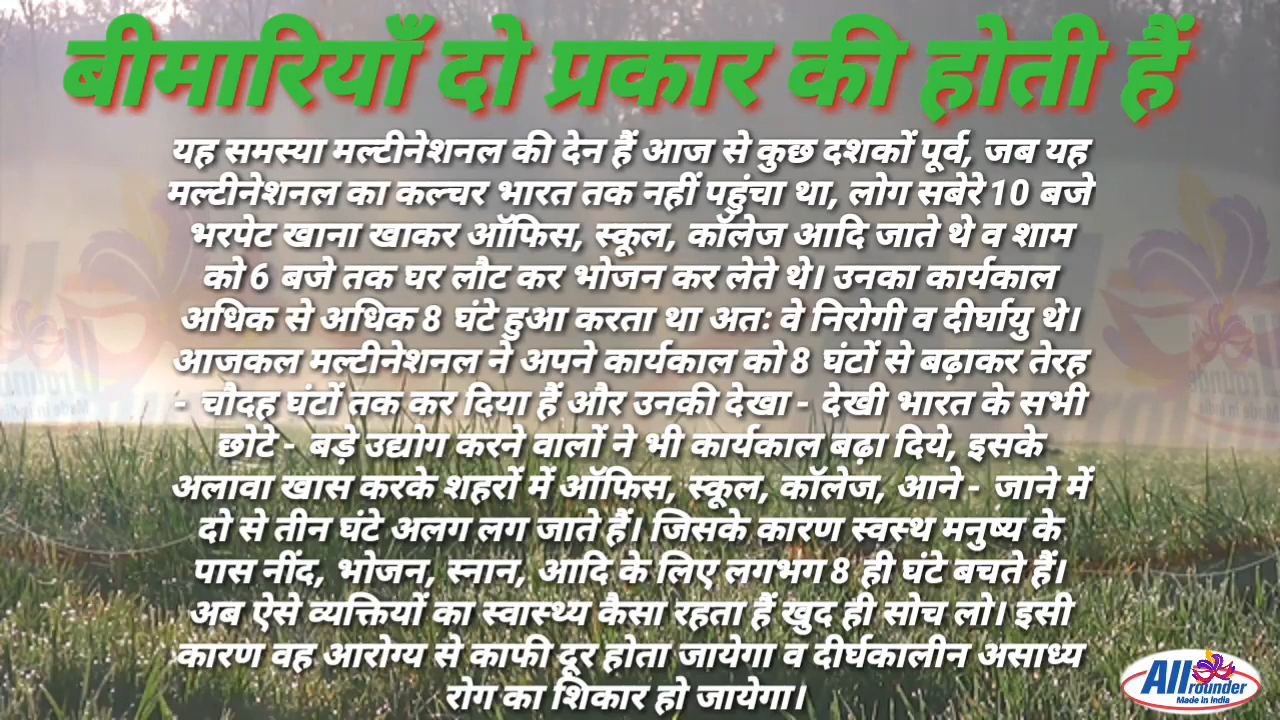 बीमारियाँ दो प्रकार की होती हैं
यह समस्या मल्टीनेशनल की देन हैं आज से कुछ दशकों पूर्व, जब यह
मल्टीनेशनल का कल्चर भारत तक नहीं पहुंचा था, लोग सबेरे 10 बजे
भरपेट खाना खाकर ऑफिस, स्कूल, कॉलेज आदि जाते थे व शाम
को 6 बजे तक घर लौट कर भोजन कर लेते थे। उनका कार्यकाल
अधिक से अधिक 8 घंटे हुआ करता था अतः वे निरोगी व दीर्घायु थे।
आजकल मल्टीनेशनल ने अपने कार्यकाल को 8 घंटों से बढ़ाकर तेरह
- चौदह घंटों तक कर दिया हैं और उनकी देखा - देखी भारत के सभी
छोटे - बड़े उद्योग करने वालों ने भी कार्यकाल बढ़ा दिये, इसके
अलावा खास करके शहरों में ऑफिस, स्कूल, कॉलेज, आने - जाने में
दो से तीन घंटे अलग लग जाते हैं। जिसके कारण स्वस्थ मनुष्य के
पास नींद, भोजन, स्नान, आदि के लिए लगभग 8 ही घंटे बचते हैं।
अब ऐसे व्यक्तियों का स्वास्थ्य कैसा रहता हैं खुद ही सोच लो। इसी
कारण वह आरोग्य से काफी दूर होता जायेगा व दीर्घकालीन असाध्य
रोग का शिकार हो जायेगा।
All rounder
Made in India